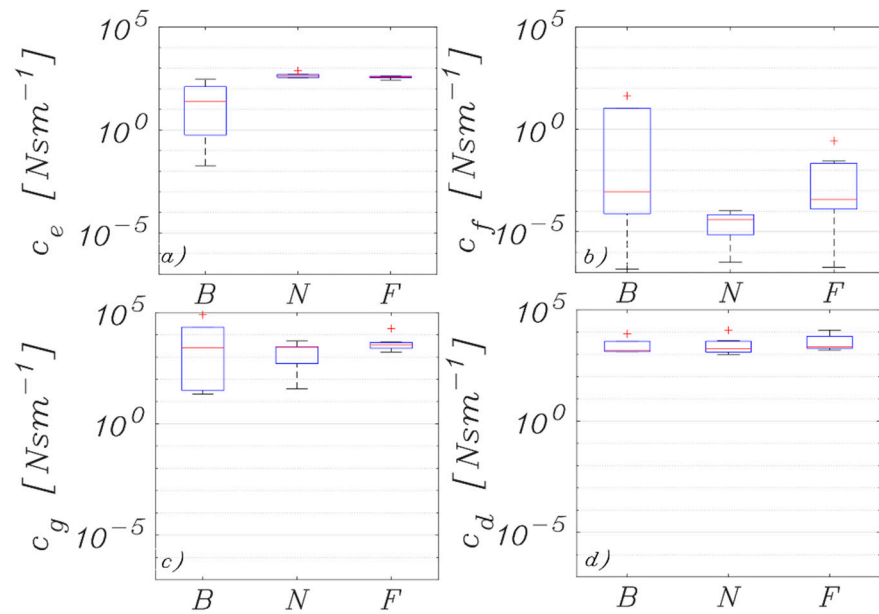 c_e [Nsm^{-1}]
10^5
10^0
10^{-5}
a)
B N F
c_f [Nsm^{-1}]
10^5
10^0
10^{-5}
b)
B N F
c_g [Nsm^{-1}]
10^5
10^0
10^{-5}
c)
B N F
c_d [Nsm^{-1}]
10^5
10^0
10^{-5}
d)
B N F